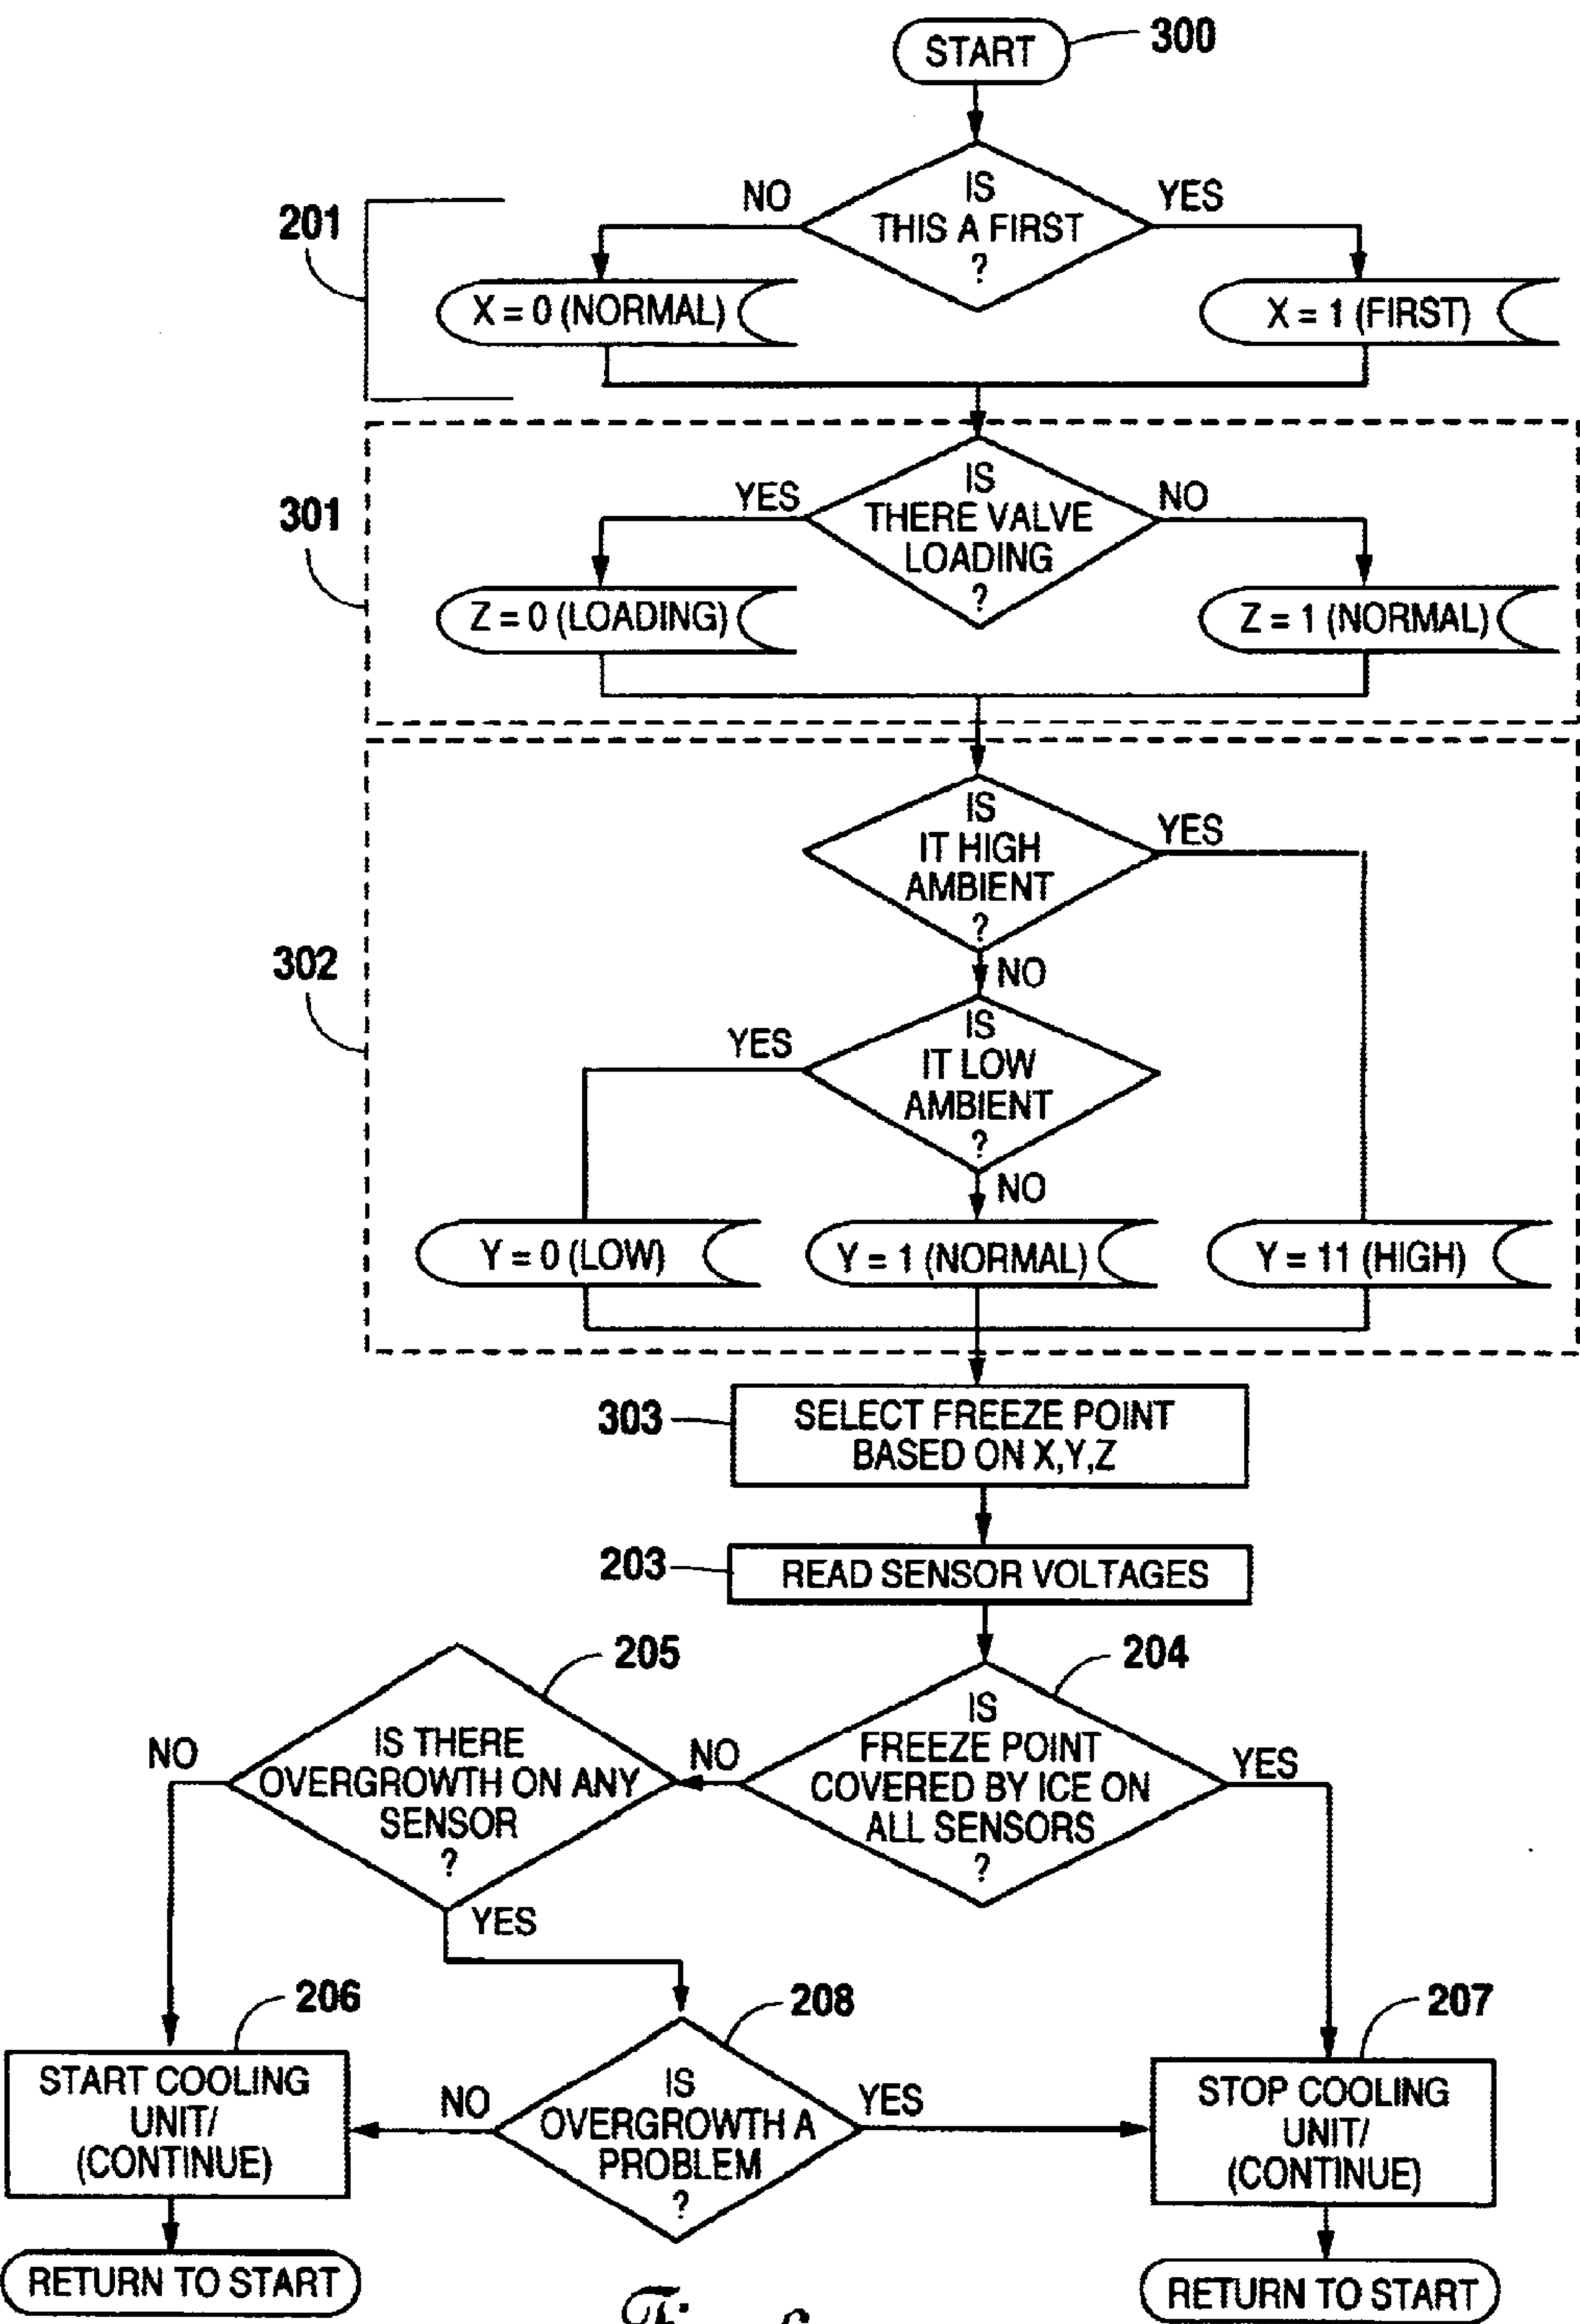 START
300
IS
THIS A FIRST
?
NO
YES
201
X = 0 (NORMAL)
X = 1 (FIRST)
IS
THERE VALVE
LOADING
?
YES
NO
301
Z = 0 (LOADING)
Z = 1 (NORMAL)
IS
IT HIGH
AMBIENT
?
YES
NO
302
IS
IT LOW
AMBIENT
?
YES
NO
Y = 0 (LOW)
Y = 1 (NORMAL)
Y = 11 (HIGH)
303
SELECT FREEZE POINT
BASED ON X,Y,Z
203
READ SENSOR VOLTAGES
205
204
IS
FREEZE POINT
COVERED BY ICE ON
ALL SENSORS
?
NO
YES
IS THERE
OVERGROWTH ON ANY
SENSOR
?
NO
YES
206
208
207
START COOLING
UNIT/
(CONTINUE)
IS
OVERGROWTH A
PROBLEM
?
NO
YES
STOP COOLING
UNIT/
(CONTINUE)
RETURN TO START
RETURN TO START